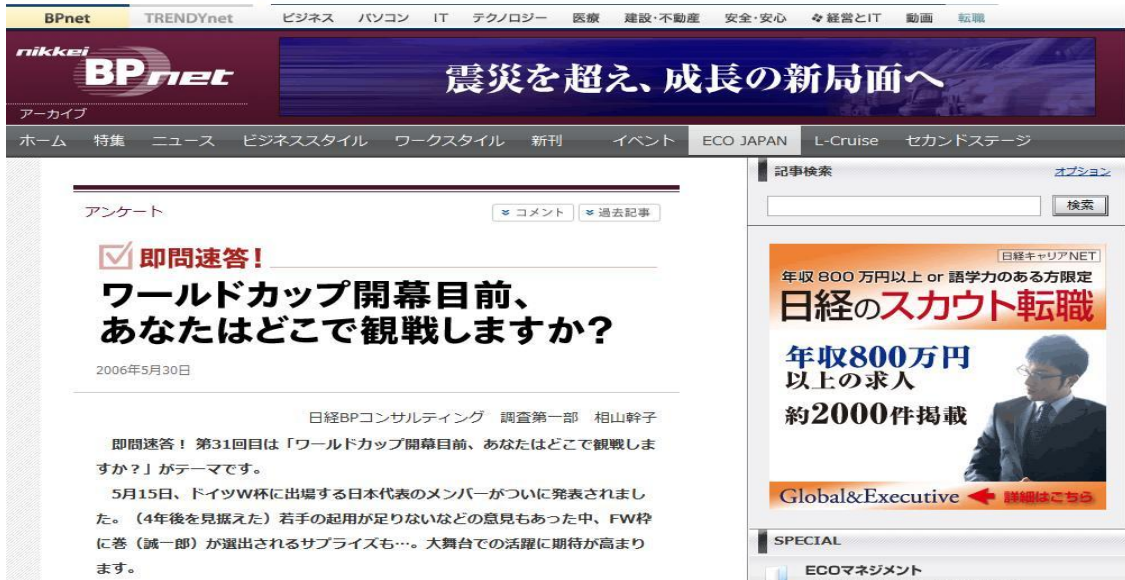 BPnet TRENDYnet ビジネス パソコン IT テクノロジー 医療 建設・不動産 安全・安心 経営とIT 動画 転職
nikkei BPnet
震災を超え、成長の新局面へ
アーカイブ
ホーム 特集 ニュース ビジネススタイル ワークスタイル 新刊 イベント ECO JAPAN L-Cruise セカンドステージ
アンケート コメント 過去記事
即問速答!
ワールドカップ開幕目前、
あなたはどこで観戦しますか?
2006年5月30日
日経BPコンサルティング 調査第一部 相山幹子
即問速答! 第31回目は「ワールドカップ開幕目前、あなたはどこで観戦しま
すか?」がテーマです。
5月15日、ドイツW杯に出場する日本代表のメンバーがついに発表されまし
た。(4年後を見据えた)若手の起用が足りないなどの意見もあった中、FW枠
に巻(誠一郎)が選出されるサプライズも…。大舞台での活躍に期待が高まり
ます。
記事検索 オプション
検索
日経キャリアNET
年収800万円以上 or 語学力のある方限定
日経のスカウト転職
年収800万円
以上の求人
約2000件掲載
Global&Executive 詳細はこちら
SPECIAL
ECOマネジメント